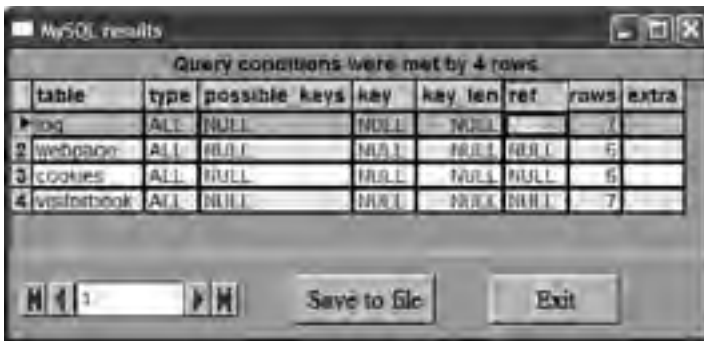 MySQL results
Query conditions were met by 4 rows
table type possible_keys key key_len ref rows extra
log ALL NULL NULL NULL 7
2 webpage ALL NULL NULL NULL NULL 6
3 cookies ALL NULL NULL NULL NULL 6
4 visitorbook ALL NULL NULL NULL NULL 7
1
Save to file Exit